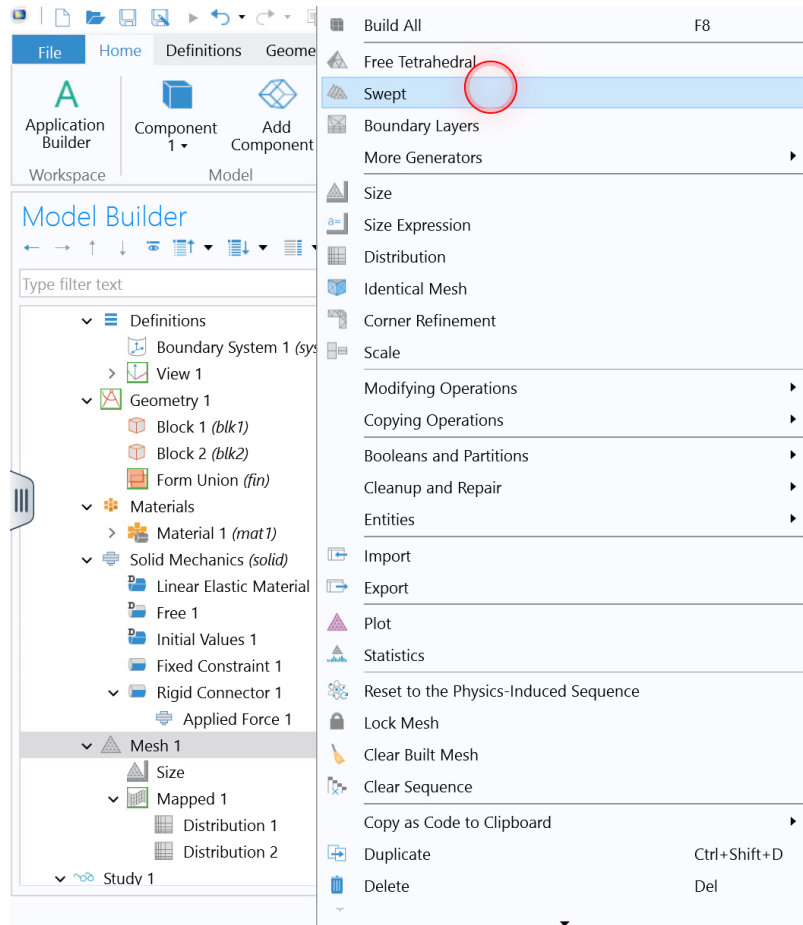 File Home Definitions Geome
Application Builder
Component 1
Add Component
Workspace Model
Model Builder
Type filter text
Definitions
Boundary System 1 (sys
View 1
Geometry 1
Block 1 (blk1)
Block 2 (blk2)
Form Union (fin)
Materials
Material 1 (mat1)
Solid Mechanics (solid)
Linear Elastic Material
Free 1
Initial Values 1
Fixed Constraint 1
Rigid Connector 1
Applied Force 1
Mesh 1
Size
Mapped 1
Distribution 1
Distribution 2
Study 1
Build All F8
Free Tetrahedral
Swept
Boundary Layers
More Generators
Size
a=
Size Expression
Distribution
Identical Mesh
Corner Refinement
Scale
Modifying Operations
Copying Operations
Booleans and Partitions
Cleanup and Repair
Entities
Import
Export
Plot
Statistics
Reset to the Physics-Induced Sequence
Lock Mesh
Clear Built Mesh
Clear Sequence
Copy as Code to Clipboard
Duplicate Ctrl+Shift+D
Delete Del